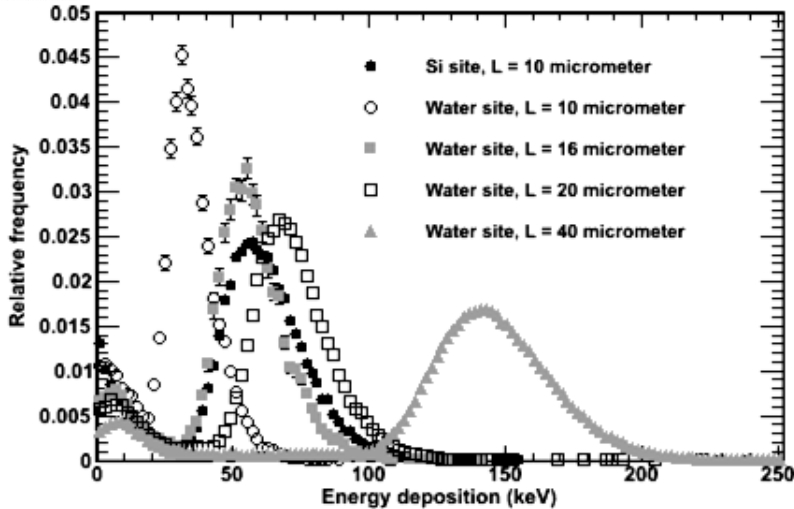 0.05
0.045
0.04
0.035
0.03
0.025
0.02
0.015
0.01
0.005
0
Relative frequency
Si site, L = 10 micrometer
Water site, L = 10 micrometer
Water site, L = 16 micrometer
Water site, L = 20 micrometer
Water site, L = 40 micrometer
0 50 100 150 200 250
Energy deposition (keV)